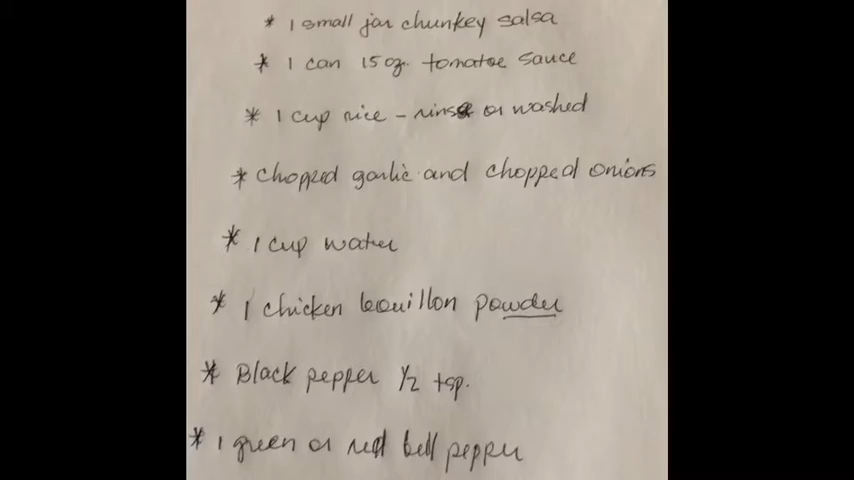 * 1 small jar chunkey salsa
* 1 can 15 oz. tomatoe sauce
* 1 cup rice - rinse or washed
* Chopped garlic and chopped onions
* 1 cup water
* 1 chicken bouillon powder
* Black pepper 1/2 tsp.
* 1 green or red bell pepper